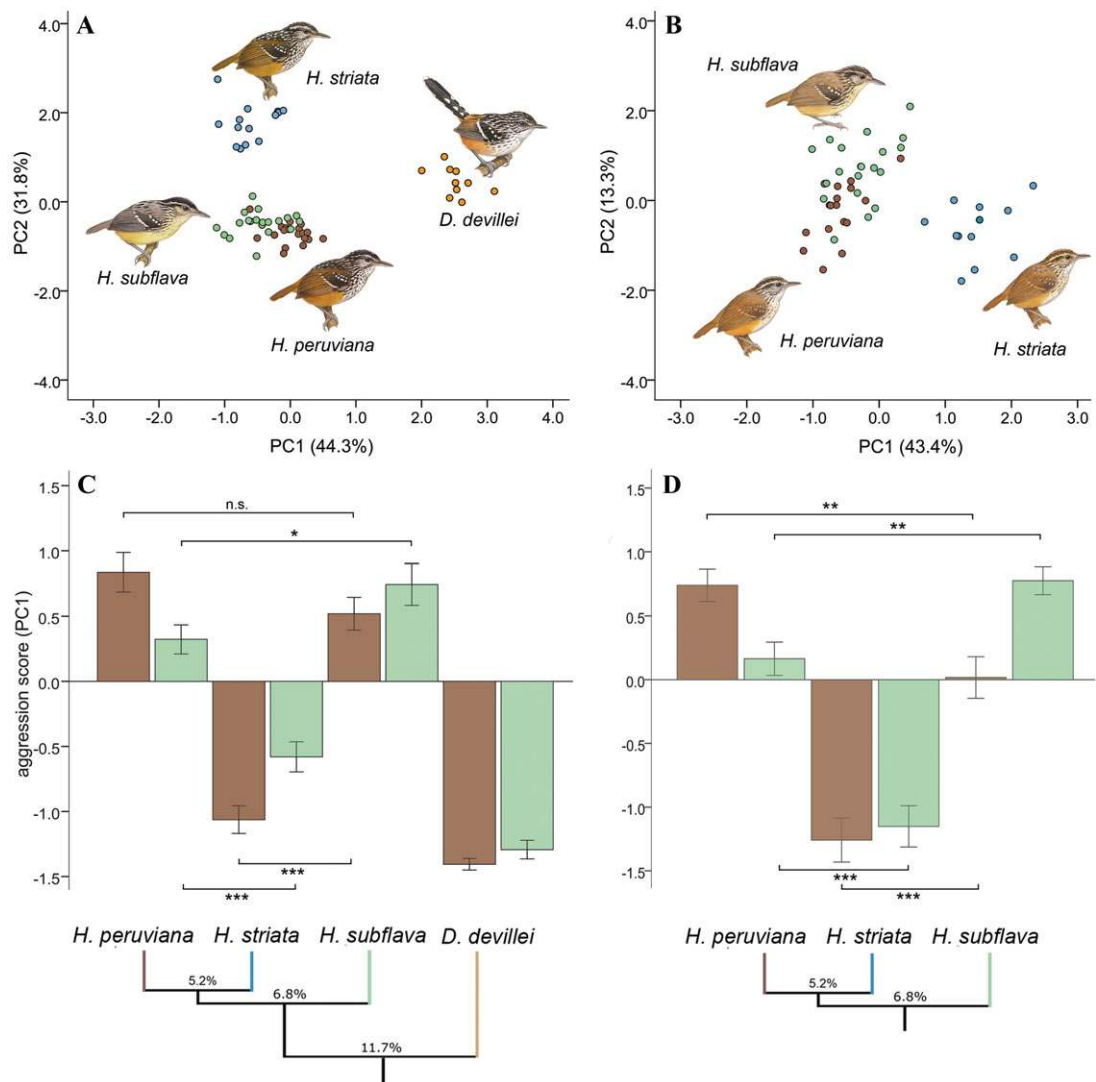 A
4.0
2.0
0.0
-2.0
-4.0
PC2 (31.8%)
H. striata
D. devillei
H. subflava
H. peruviana
-3.0 -2.0 -1.0 0.0 1.0 2.0 3.0 4.0
PC1 (44.3%)
B
4.0
2.0
0.0
-2.0
-4.0
PC2 (13.3%)
H. subflava
H. peruviana
H. striata
-3.0 -2.0 -1.0 0.0 1.0 2.0 3.0
PC1 (43.4%)
C
1.5
1.0
0.5
0.0
-0.5
-1.0
-1.5
aggression score (PC1)
n.s.
*
***
***
D
1.5
1.0
0.5
0.0
-0.5
-1.0
-1.5
**
**
***
***
H. peruviana H. striata H. subflava D. devillei
5.2%
6.8%
11.7%
H. peruviana H. striata H. subflava
5.2%
6.8%